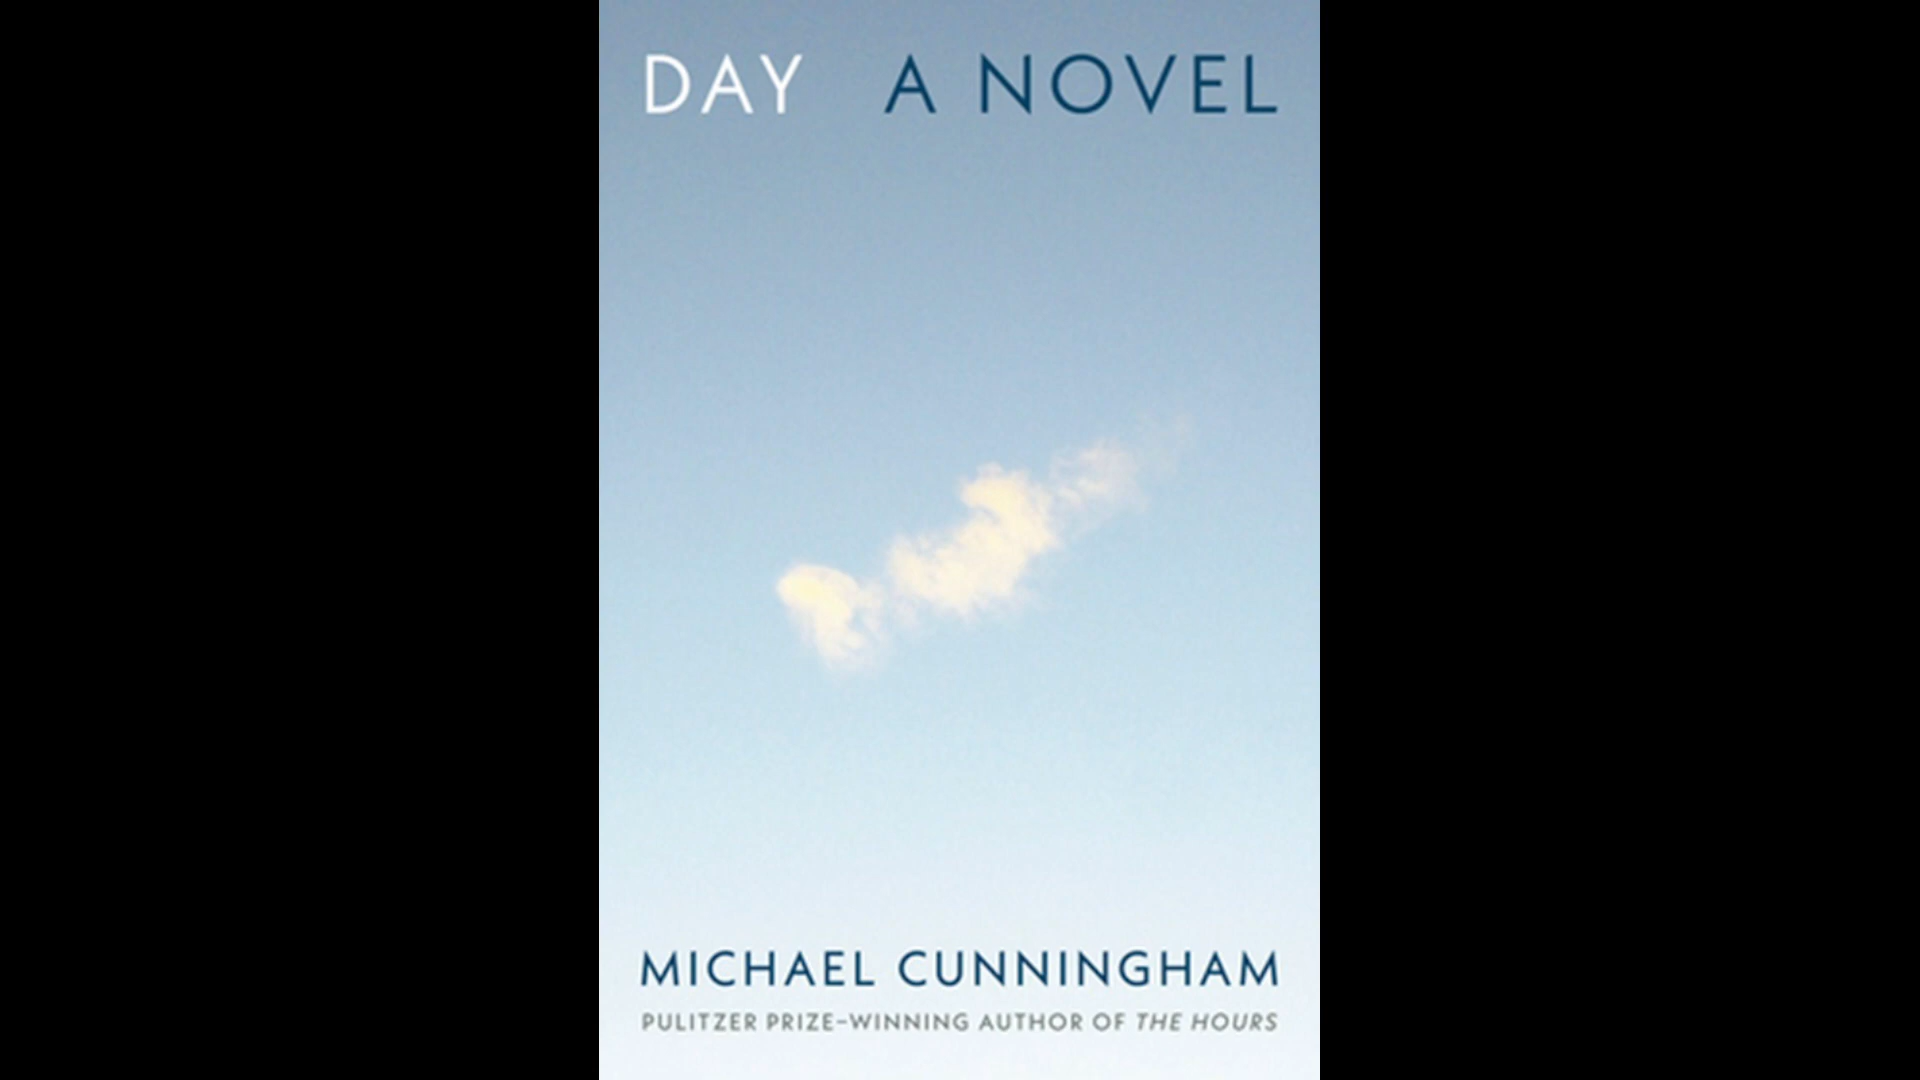 DAY A NOVEL
MICHAEL CUNNINGHAM
PULITZER PRIZE–WINNING AUTHOR OF THE HOURS